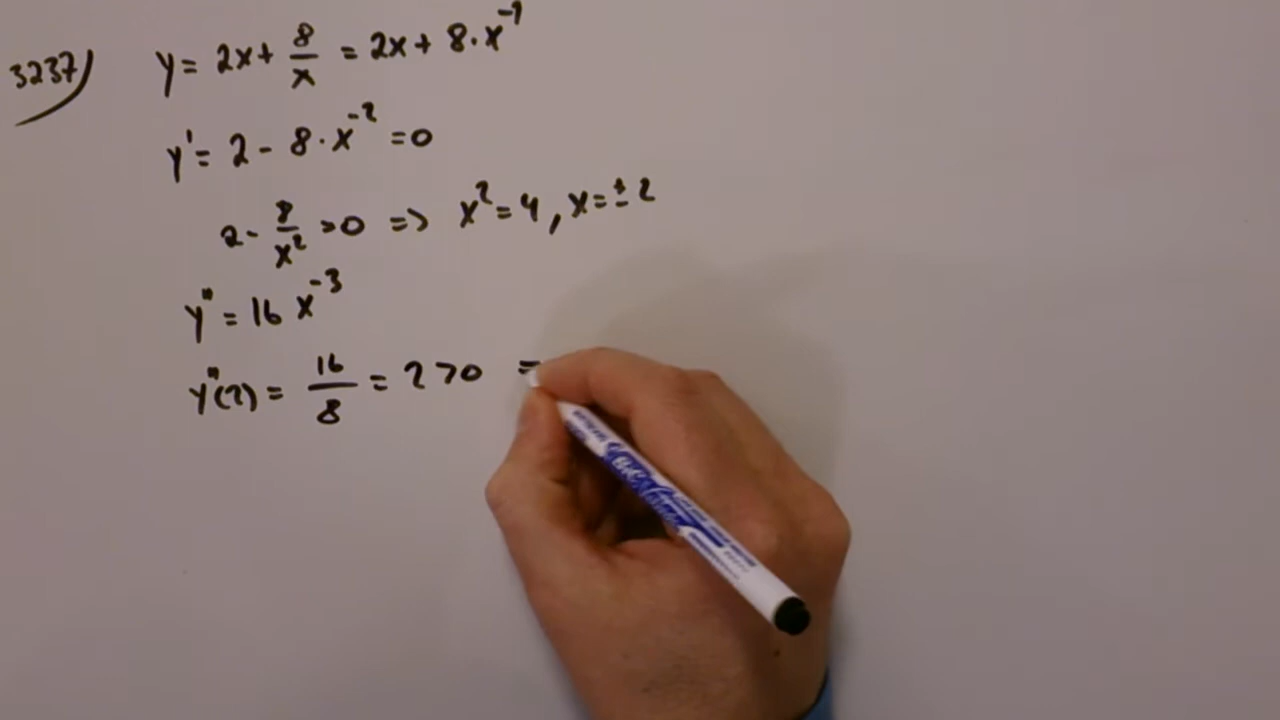 3237) y = 2x + 8/x = 2x + 8·x⁻¹
y' = 2 - 8·x⁻² = 0
2 - 8/x² = 0 => x² = 4, x = ±2
y" = 16x⁻³
y"(2) = 16/8 = 2 > 0 =